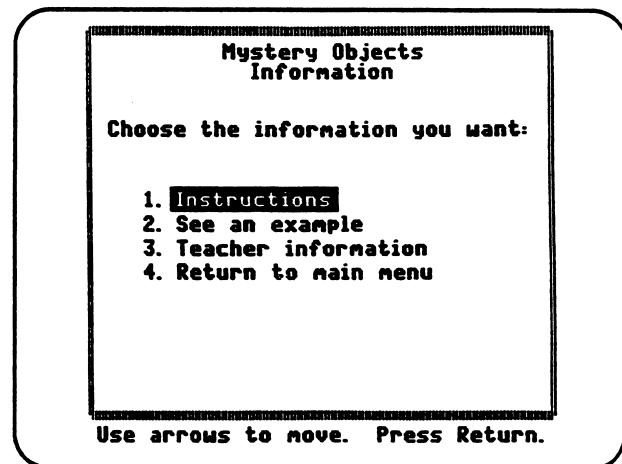 Mystery Objects
Information
Choose the information you want:
1. Instructions
2. See an example
3. Teacher information
4. Return to main menu
Use arrows to move. Press Return.